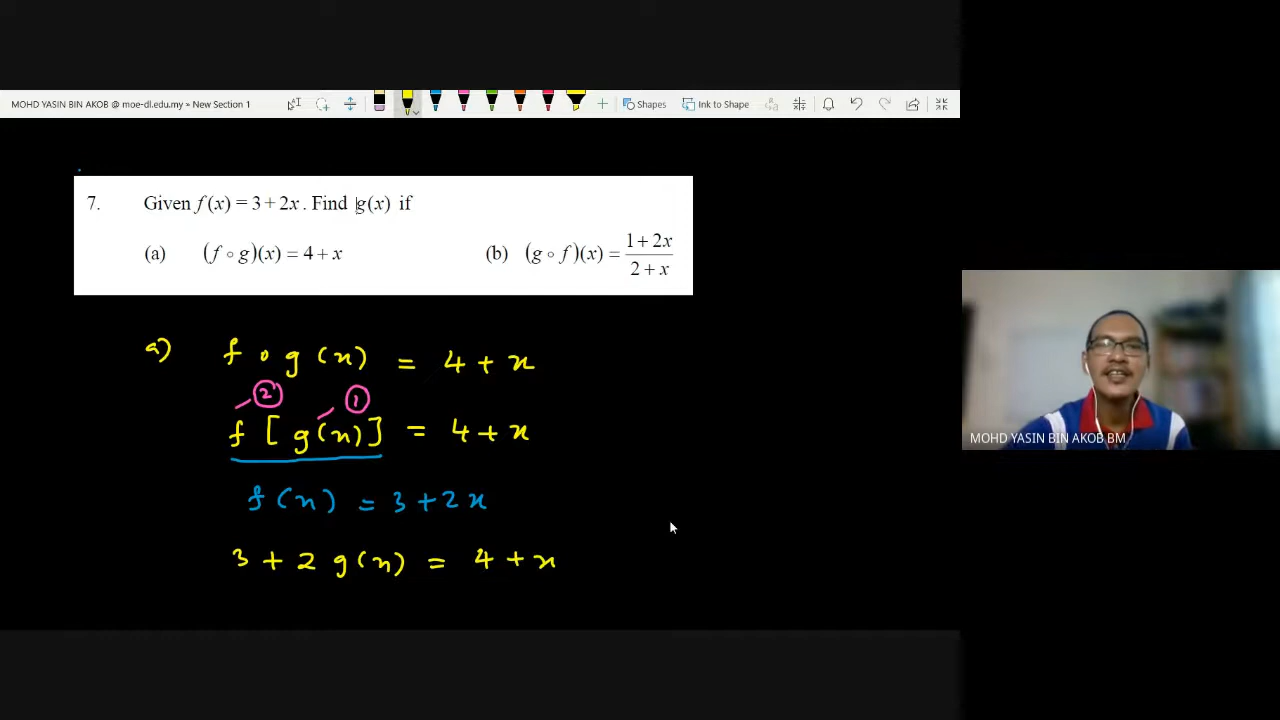 MOHD YASIN BIN AKOB @ moe-dl.edu.my » New Section 1
Shapes
Ink to Shape
7. Given f(x) = 3 + 2x. Find g(x) if
(a) (f ∘ g)(x) = 4 + x (b) (g ∘ f)(x) = (1 + 2x)/(2 + x)
a) f ∘ g (x) = 4 + x
② ①
f [ g(x) ] = 4 + x
f (x) = 3 + 2x
3 + 2 g(x) = 4 + x
MOHD YASIN BIN AKOB BM